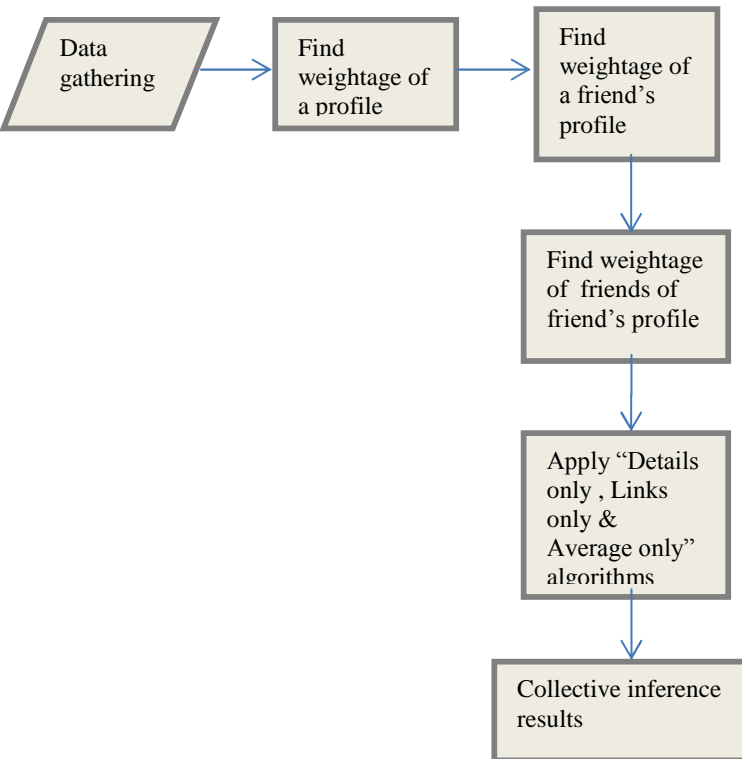 Data
gathering
Find
weightage of
a profile
Find
weightage of
a friend’s
profile
Find weightage
of  friends of
friend’s profile
Apply “Details
only , Links
only &
Average only”
algorithms
Collective inference
results